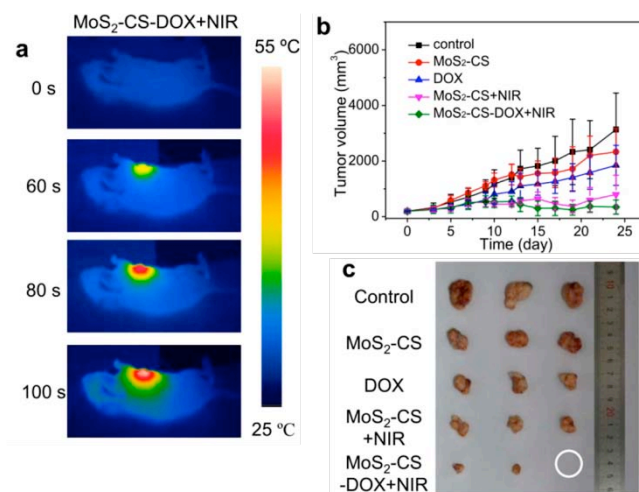 MoS₂-CS-DOX+NIR
a
55 ºC
0 s
60 s
80 s
100 s
25 ℃
b
Tumor volume (mm³)
6000
4000
2000
0
control
MoS₂-CS
DOX
MoS₂-CS+NIR
MoS₂-CS-DOX+NIR
0 5 10 15 20 25
Time (day)
c
Control
MoS₂-CS
DOX
MoS₂-CS
+NIR
MoS₂-CS
-DOX+NIR